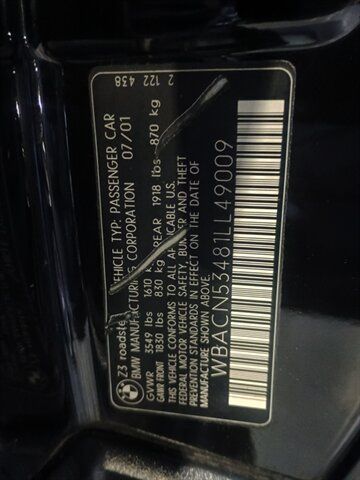 Z3 roadster VEHICLE TYP: PASSENGER CAR 2 122 438
BMW MANUFACTURING CORPORATION 07/01
GVWR 3549 lbs 1610 kg
GAWR FRONT 1830 lbs 830 kg REAR 1918 lbs 870 kg
THIS VEHICLE CONFORMS TO ALL APPLICABLE U.S.
FEDERAL MOTOR VEHICLE SAFETY, BUMPER AND THEFT
PREVENTION STANDARDS IN EFFECT ON THE DATE OF
MANUFACTURE SHOWN ABOVE.
WBACN53481LL49009